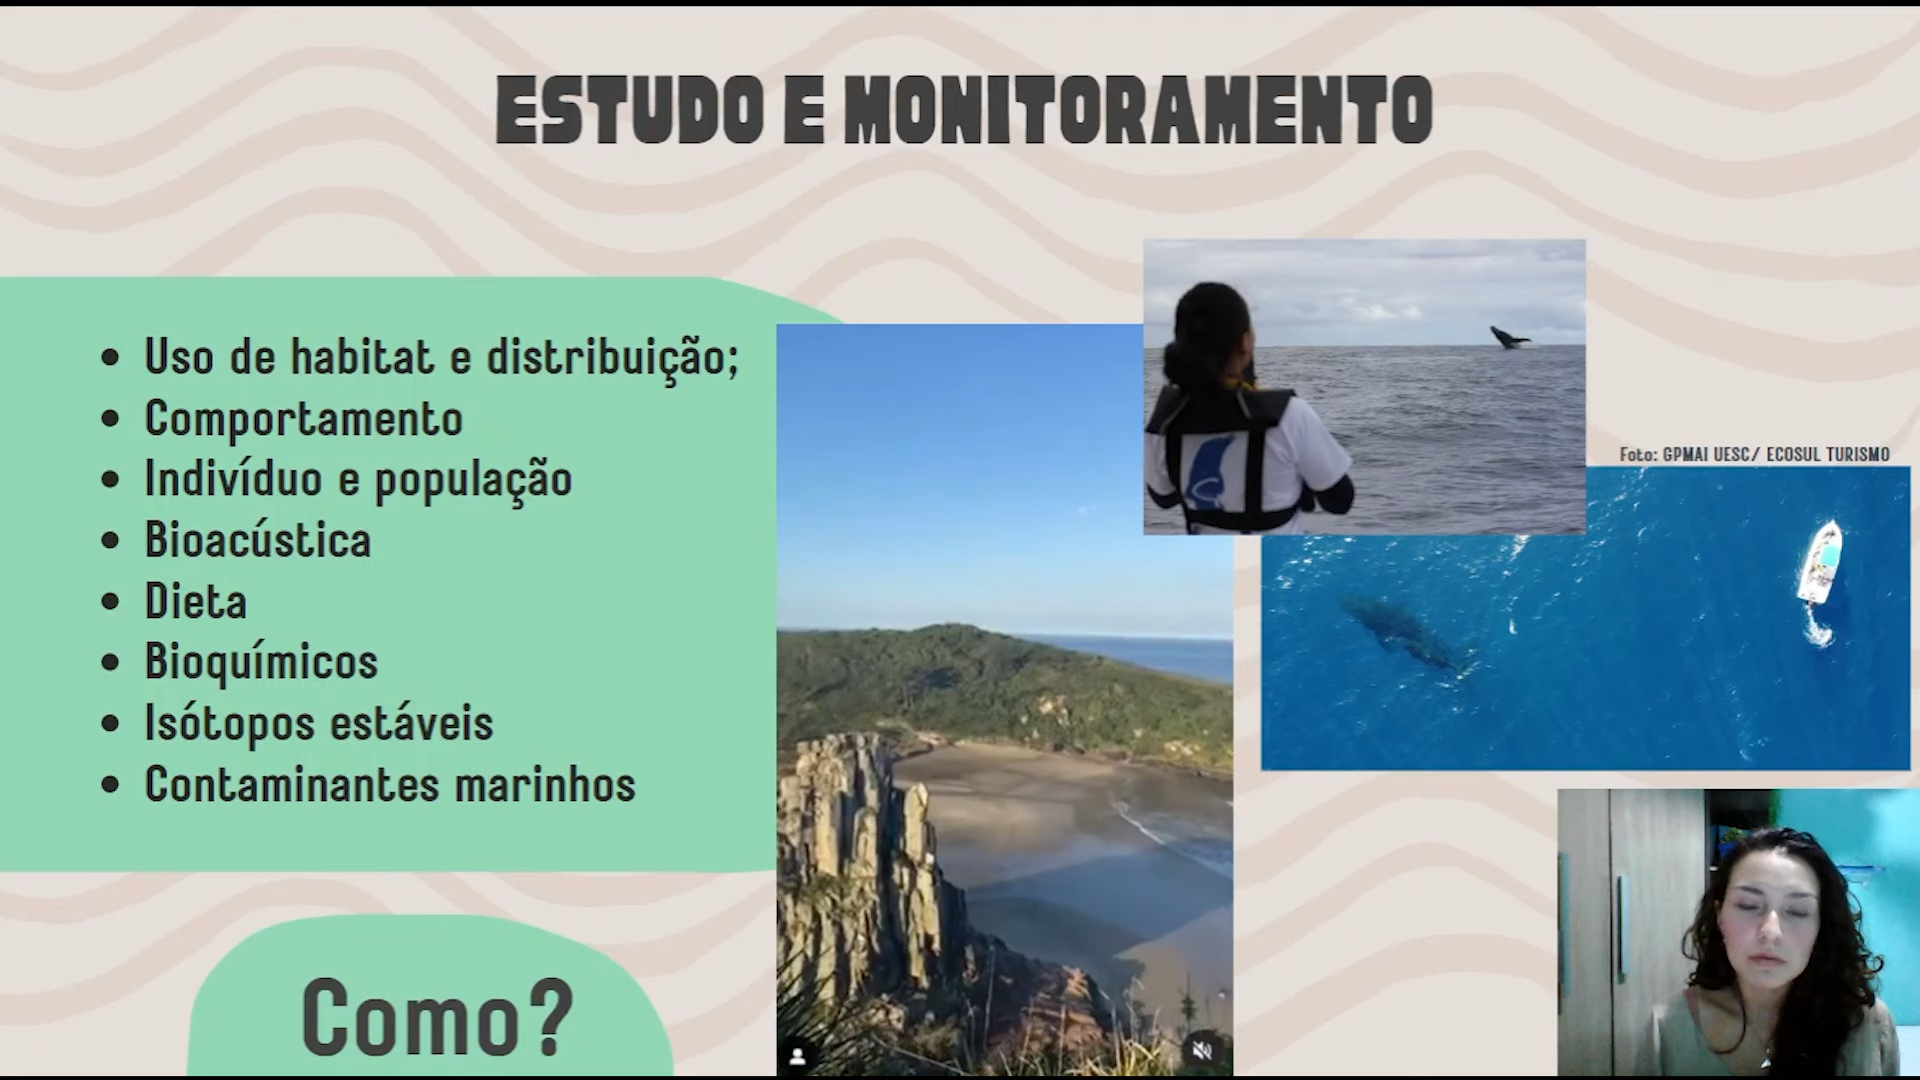 ESTUDO E MONITORAMENTO
• Uso de habitat e distribuição;
• Comportamento
• Indivíduo e população
• Bioacústica
• Dieta
• Bioquímicos
• Isótopos estáveis
• Contaminantes marinhos
Foto: GPMAI UESC/ ECOSUL TURISMO
Como?